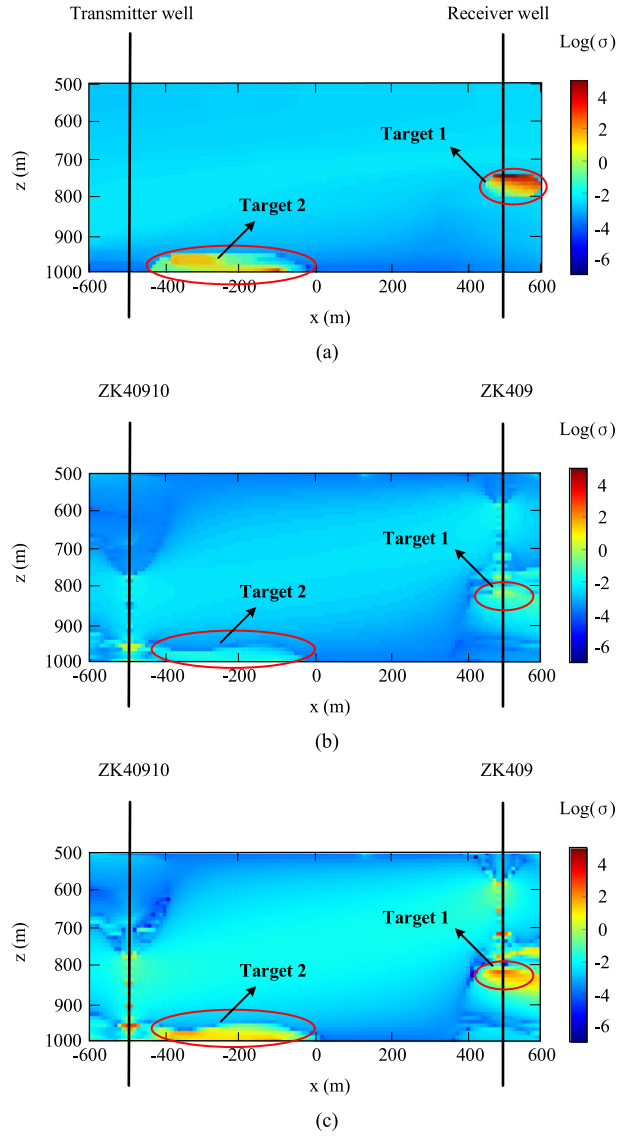 Transmitter well
Receiver well
Log(σ)
Target 1
Target 2
z (m)
500
600
700
800
900
1000
-600
-400
-200
0
200
400
600
x (m)
4
2
0
-2
-4
-6
(a)
ZK40910
ZK409
Log(σ)
Target 1
Target 2
z (m)
500
600
700
800
900
1000
-600
-400
-200
0
200
400
600
x (m)
4
2
0
-2
-4
-6
(b)
ZK40910
ZK409
Log(σ)
Target 1
Target 2
z (m)
500
600
700
800
900
1000
-600
-400
-200
0
200
400
600
x (m)
4
2
0
-2
-4
-6
(c)